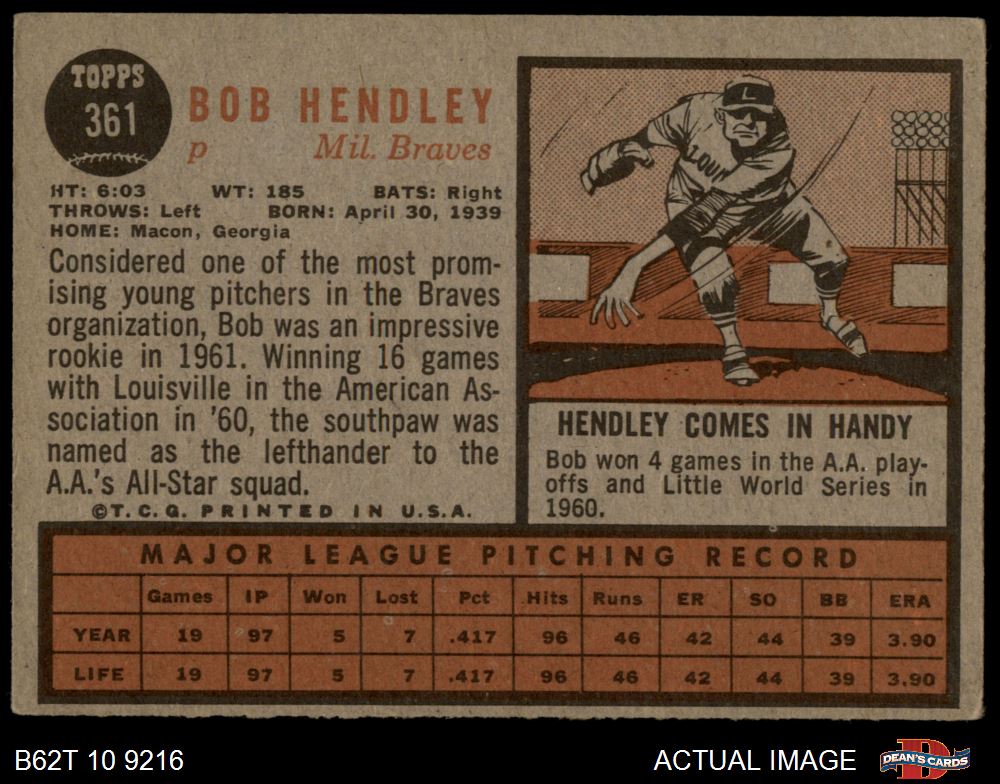 TOPPS
361
BOB HENDLEY
p Mil. Braves
HT: 6:03 WT: 185 BATS: Right
THROWS: Left BORN: April 30, 1939
HOME: Macon, Georgia
Considered one of the most prom-
ising young pitchers in the Braves
organization, Bob was an impressive
rookie in 1961. Winning 16 games
with Louisville in the American As-
sociation in '60, the southpaw was
named as the lefthander to the
A.A.'s All-Star squad.
©T.C.G. PRINTED IN U.S.A.
L
LOUI
HENDLEY COMES IN HANDY
Bob won 4 games in the A.A. play-
offs and Little World Series in
1960.
MAJOR LEAGUE PITCHING RECORD
Games IP Won Lost Pct Hits Runs ER SO BB ERA
YEAR 19 97 5 7 .417 96 46 42 44 39 3.90
LIFE 19 97 5 7 .417 96 46 42 44 39 3.90
B62T 10 9216 ACTUAL IMAGE D DEAN'S CARDS